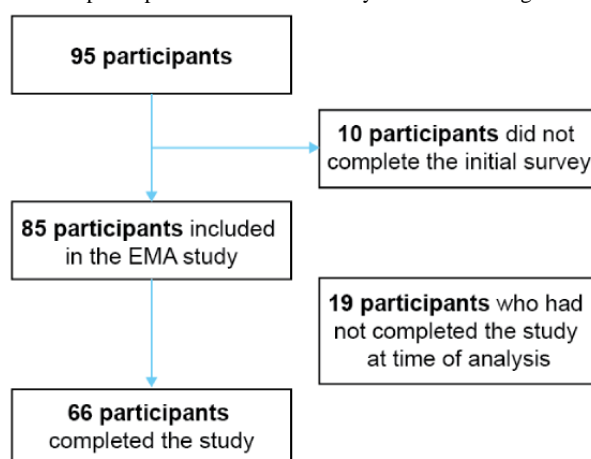 95 participants
10 participants did not
complete the initial survey
85 participants included
in the EMA study
19 participants who had
not completed the study
at time of analysis
66 participants
completed the study